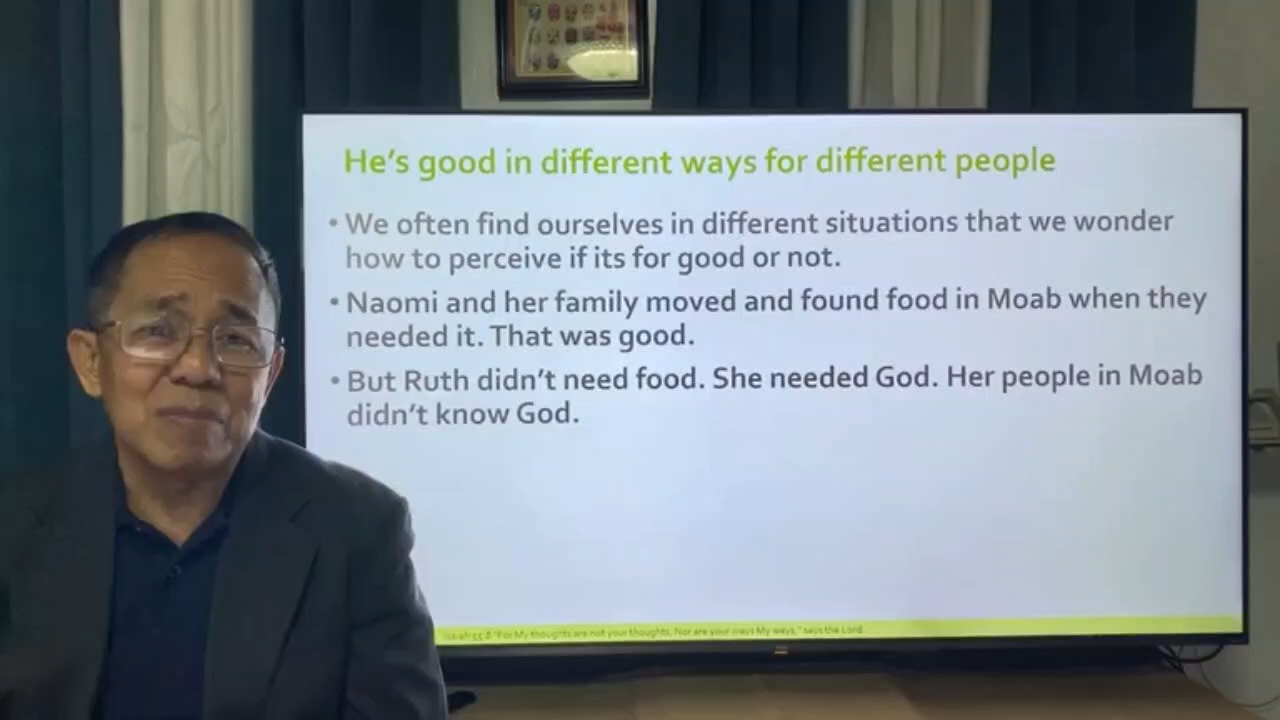 He's good in different ways for different people
• We often find ourselves in different situations that we wonder
how to perceive if its for good or not.
• Naomi and her family moved and found food in Moab when they
needed it. That was good.
• But Ruth didn't need food. She needed God. Her people in Moab
didn't know God.
Isaiah 55:8 "For My thoughts are not your thoughts, Nor are your ways My ways," says the Lord